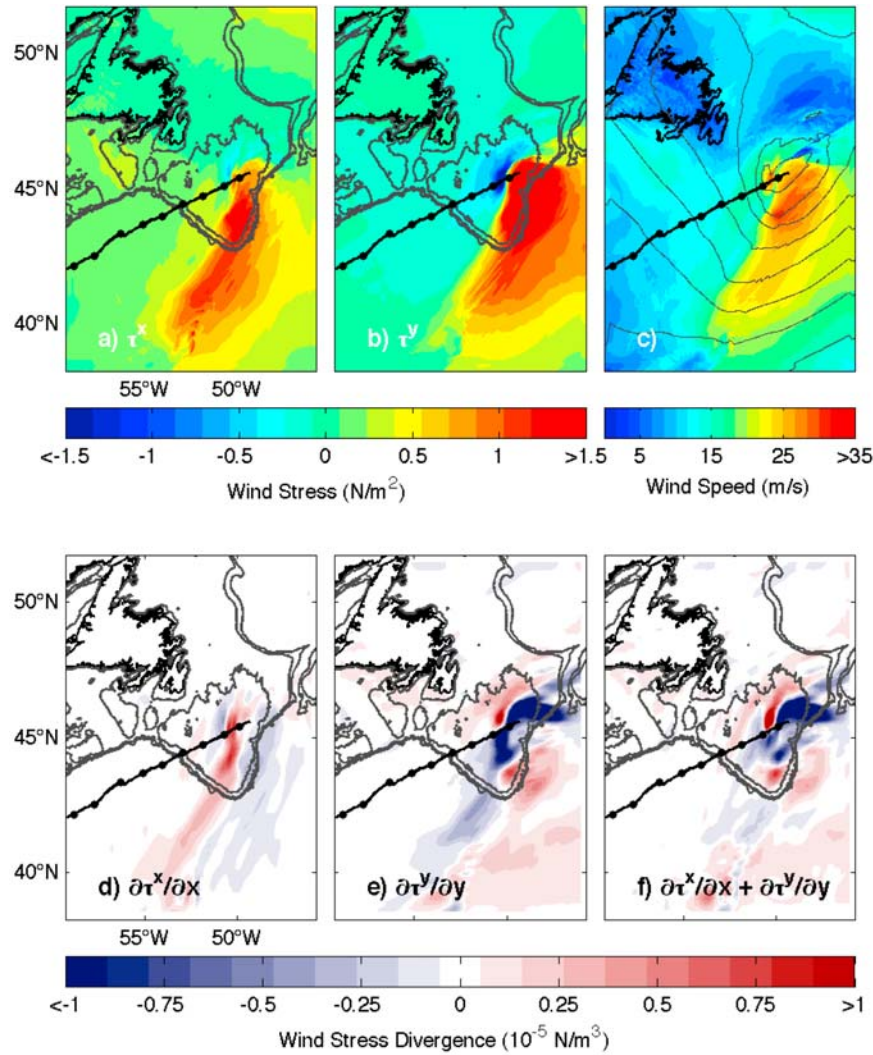 50°N
45°N
40°N
a) τˣ
b) τʸ
c)
55°W 50°W
<-1.5 -1 -0.5 0 0.5 1 >1.5
5 15 25 >35
Wind Stress (N/m²)
Wind Speed (m/s)
50°N
45°N
40°N
d) ∂τˣ/∂x
e) ∂τʸ/∂y
f) ∂τˣ/∂x + ∂τʸ/∂y
55°W 50°W
<-1 -0.75 -0.5 -0.25 0 0.25 0.5 0.75 >1
Wind Stress Divergence (10⁻⁵ N/m³)